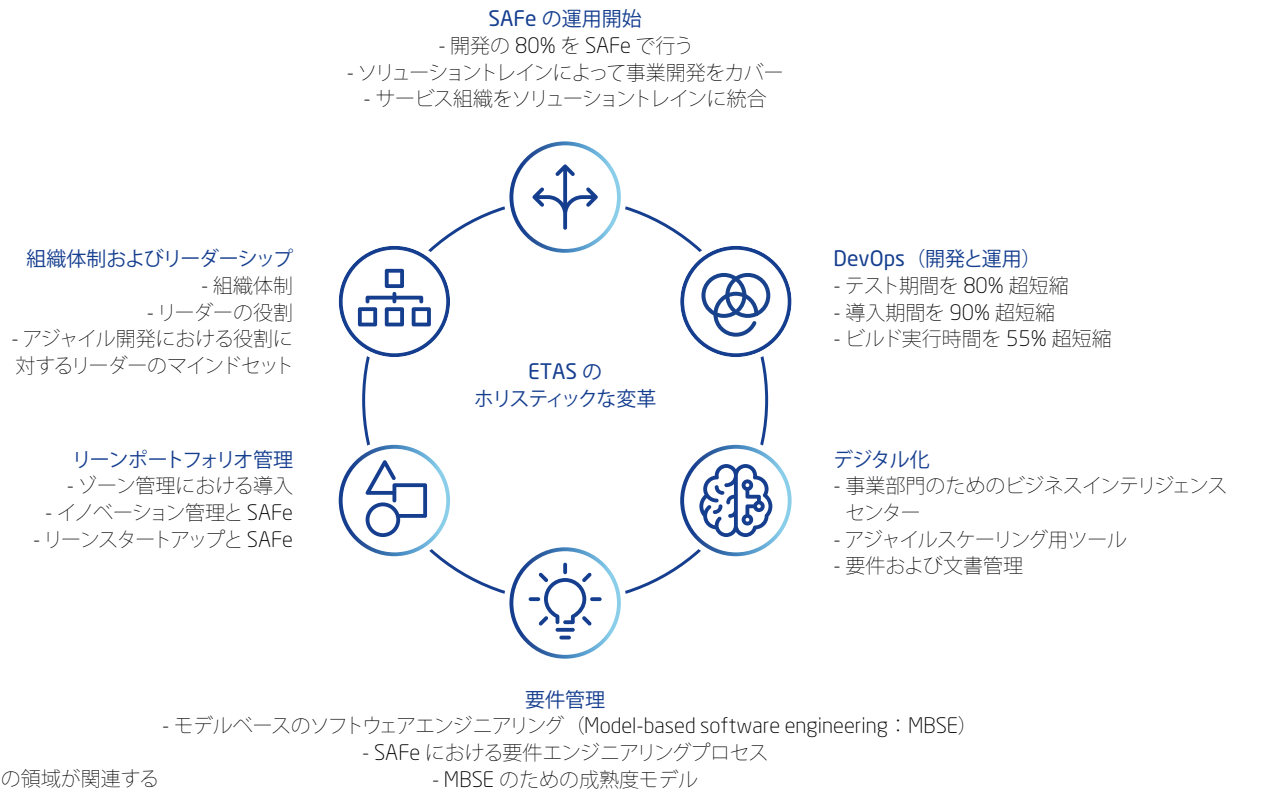 SAFe の運用開始
- 開発の 80% を SAFe で行う
- ソリューショントレインによって事業開発をカバー
- サービス組織をソリューショントレインに統合
組織体制およびリーダーシップ
- 組織体制
- リーダーの役割
- アジャイル開発における役割に
対するリーダーのマインドセット
DevOps（開発と運用）
- テスト期間を 80% 超短縮
- 導入期間を 90% 超短縮
- ビルド実行時間を 55% 超短縮
ETAS の
ホリスティックな変革
リーンポートフォリオ管理
- ゾーン管理における導入
- イノベーション管理と SAFe
- リーンスタートアップと SAFe
デジタル化
- 事業部門のためのビジネスインテリジェンス
センター
- アジャイルスケーリング用ツール
- 要件および文書管理
要件管理
- モデルベースのソフトウェアエンジニアリング（Model-based software engineering：MBSE）
- SAFe における要件エンジニアリングプロセス
- MBSE のための成熟度モデル
の領域が関連する